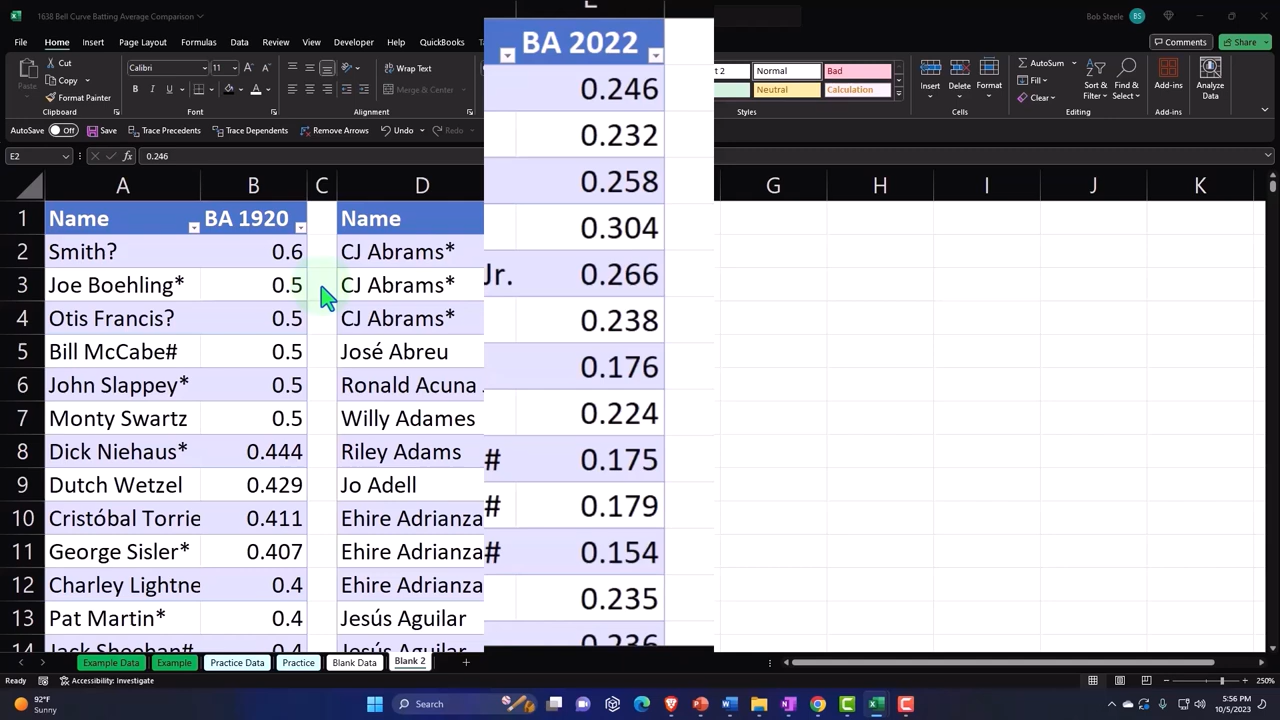 1638 Bell Curve Batting Average Comparison
Bob Steele BS
File Home Insert Page Layout Formulas Data Review View Developer QuickBooks
Comments Share
Cut
Copy
Paste
Format Painter
Clipboard
Calibri 11
B I U
Font
Wrap Text
Merge & Center
Alignment
Normal Bad
Neutral Calculation
Styles
Insert Delete Format
Cells
AutoSum
Fill
Clear
Sort & Filter
Find & Select
Editing
Add-ins
Add-ins
Analyze Data
AutoSave Off Save Trace Precedents Trace Dependents Remove Arrows Undo Redo
E2 fx 0.246
A B C D E G H I J K
1 Name BA 1920 Name BA 2022
2 Smith? 0.6 CJ Abrams* 0.246
3 Joe Boehling* 0.5 CJ Abrams* 0.232
4 Otis Francis? 0.5 CJ Abrams* 0.258
5 Bill McCabe# 0.5 José Abreu 0.304
6 John Slappey* 0.5 Ronald Acuna Jr. 0.266
7 Monty Swartz 0.5 Willy Adames 0.238
8 Dick Niehaus* 0.444 Riley Adams 0.176
9 Dutch Wetzel 0.429 Jo Adell 0.224
10 Cristóbal Torrie 0.411 Ehire Adrianza# 0.175
11 George Sisler* 0.407 Ehire Adrianza# 0.179
12 Charley Lightne 0.4 Ehire Adrianza# 0.154
13 Pat Martin* 0.4 Jesús Aguilar 0.235
14 Jack Sheehan# 0.4 Jesús Aguilar 0.236
Example Data Example Practice Data Practice Blank Data Blank 2
Ready Accessibility: Investigate 250%
92°F
Sunny
Search
5:56 PM
10/5/2023